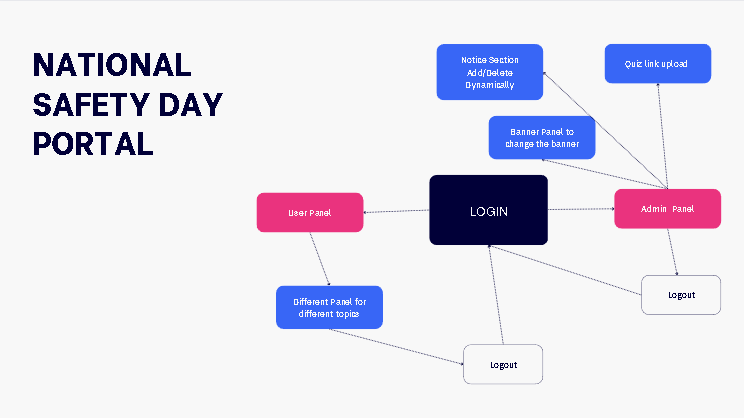 NATIONAL
SAFETY DAY
PORTAL
Notice Section
Add/Delete
Dynamically
Quiz link upload
Banner Panel to
change the banner
User Panel
LOGIN
Admin Panel
Different Panel for
different topics
Logout
Logout